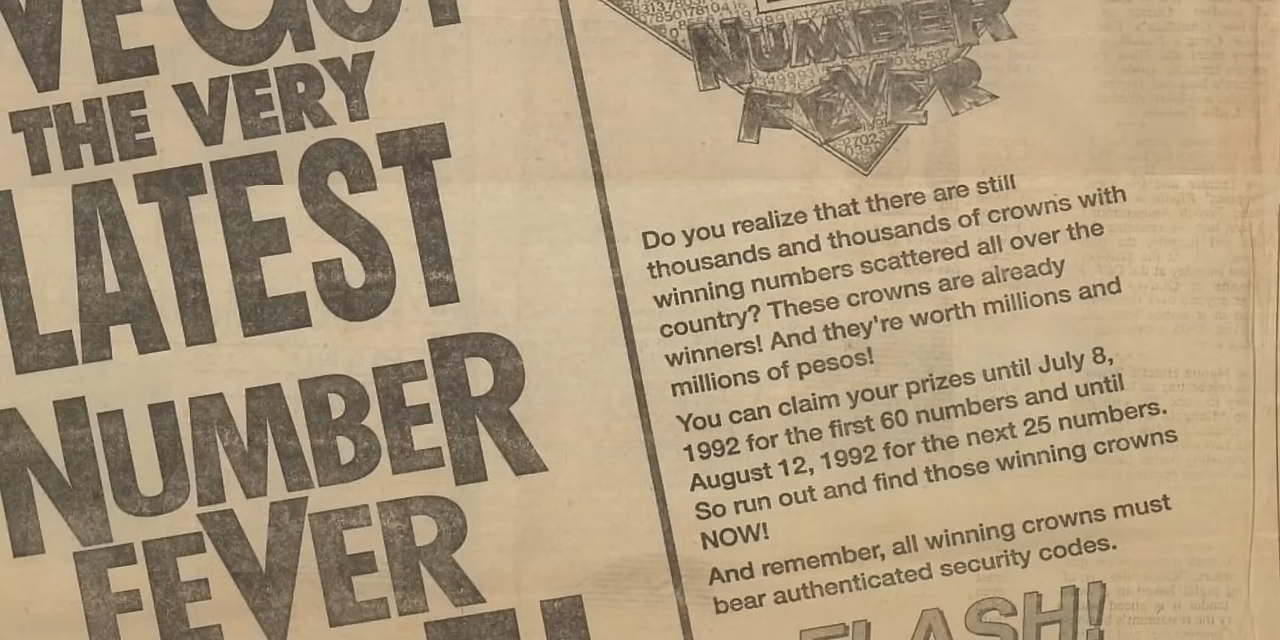 VE GOT
THE VERY
LATEST
NUMBER
FEVER
NUMBER
FEVER
Do you realize that there are still
thousands and thousands of crowns with
winning numbers scattered all over the
country? These crowns are already
winners! And they're worth millions and
millions of pesos!
You can claim your prizes until July 8,
1992 for the first 60 numbers and until
August 12, 1992 for the next 25 numbers.
So run out and find those winning crowns
NOW!
And remember, all winning crowns must
bear authenticated security codes.
FLASH!